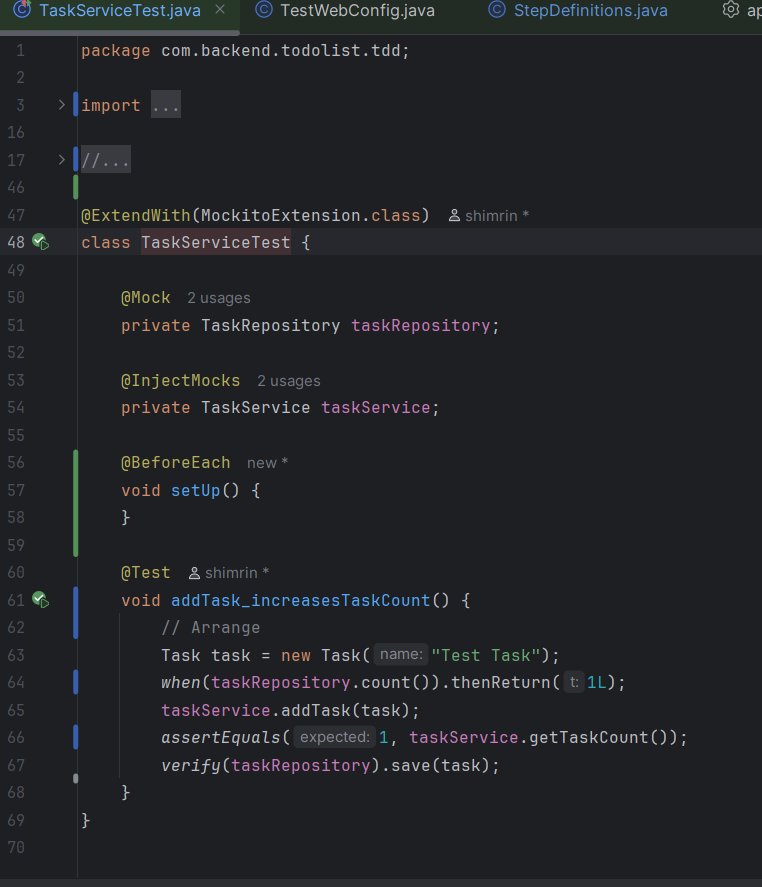 TaskServiceTest.java × TestWebConfig.java StepDefinitions.java
1 package com.backend.todolist.tdd;
2
3 import ...
16
17 //...
46
47 @ExtendWith(MockitoExtension.class) shimrin *
48 class TaskServiceTest {
49
50 @Mock 2 usages
51 private TaskRepository taskRepository;
52
53 @InjectMocks 2 usages
54 private TaskService taskService;
55
56 @BeforeEach new *
57 void setUp() {
58 }
59
60 @Test shimrin *
61 void addTask_increasesTaskCount() {
62 // Arrange
63 Task task = new Task( name: "Test Task");
64 when(taskRepository.count()).thenReturn( t: 1L);
65 taskService.addTask(task);
66 assertEquals( expected: 1, taskService.getTaskCount());
67 verify(taskRepository).save(task);
68 }
69 }
70